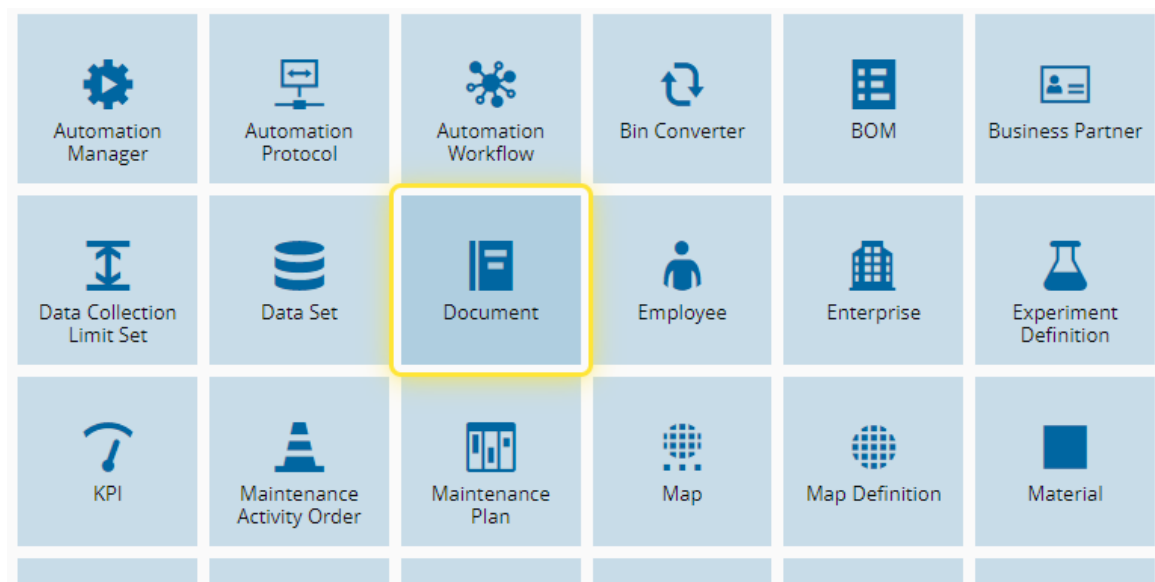 Automation
Manager
Automation
Protocol
Automation
Workflow
Bin Converter
BOM
Business Partner
Data Collection
Limit Set
Data Set
Document
Employee
Enterprise
Experiment
Definition
KPI
Maintenance
Activity Order
Maintenance
Plan
Map
Map Definition
Material